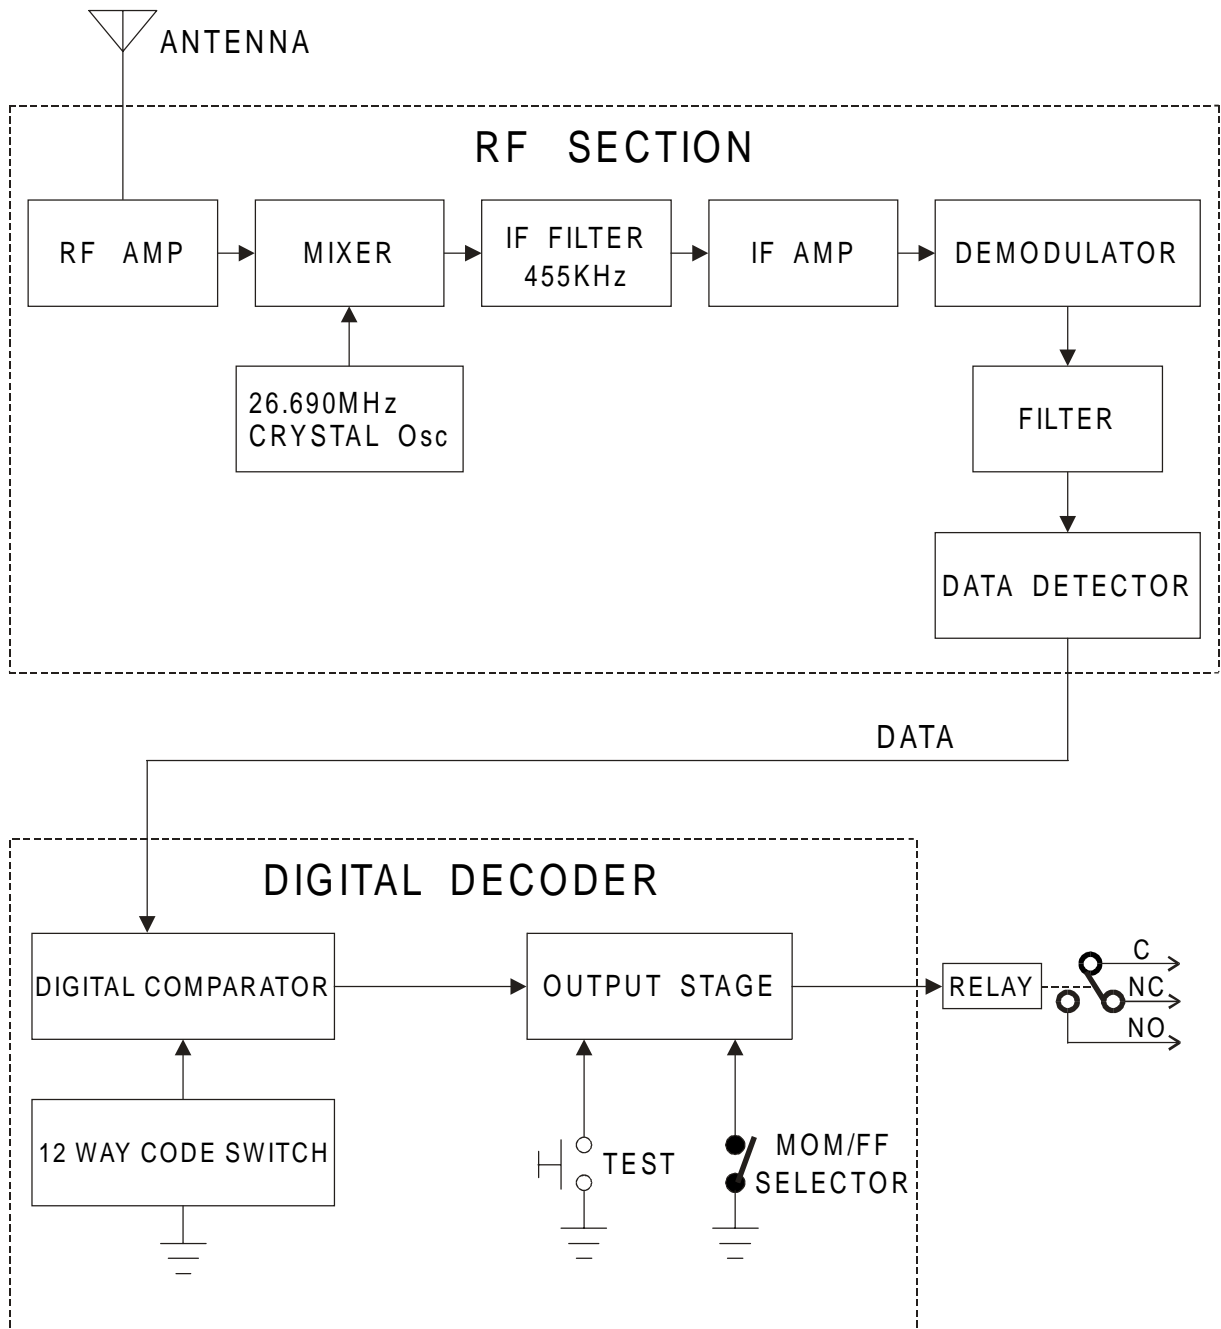 ANTENNA
RF SECTION
RF AMP
MIXER
IF FILTER
455KHz
IF AMP
DEMODULATOR
26.690MHz
CRYSTAL Osc
FILTER
DATA DETECTOR
DATA
DIGITAL DECODER
DIGITAL COMPARATOR
OUTPUT STAGE
RELAY
C
NC
NO
12 WAY CODE SWITCH
TEST
MOM/FF
SELECTOR